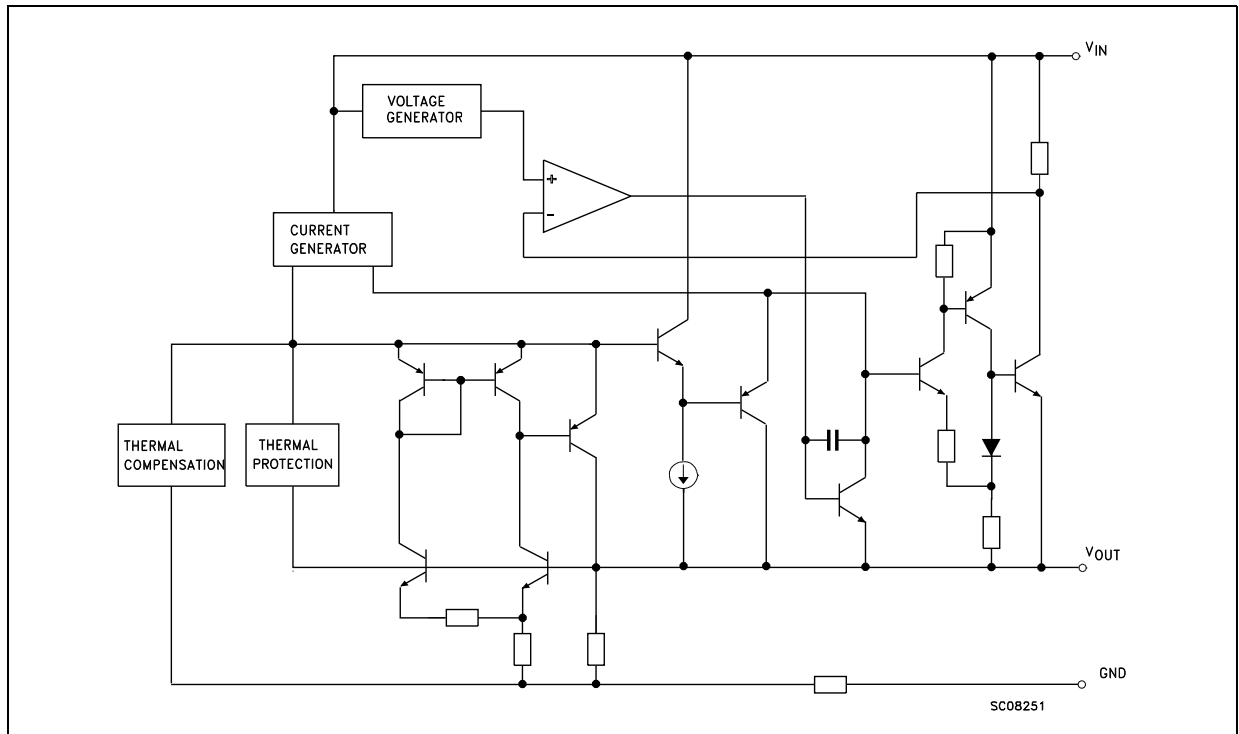 VIN
VOLTAGE
GENERATOR
+
-
CURRENT
GENERATOR
THERMAL
COMPENSATION
THERMAL
PROTECTION
VOUT
GND
SC08251